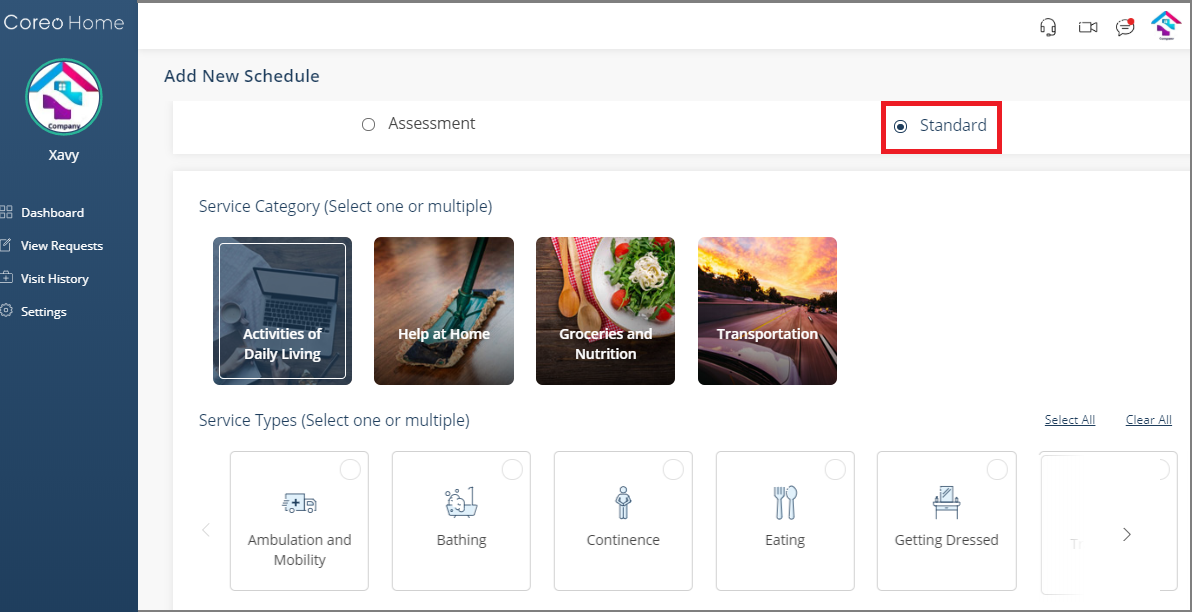 Coreo Home
Company
Add New Schedule
Company
Assessment
Standard
Xavy
Dashboard
View Requests
Visit History
Settings
Service Category (Select one or multiple)
Activities of
Daily Living
Help at Home
Groceries and
Nutrition
Transportation
Service Types (Select one or multiple)
Select All
Clear All
Ambulation and
Mobility
Bathing
Continence
Eating
Getting Dressed